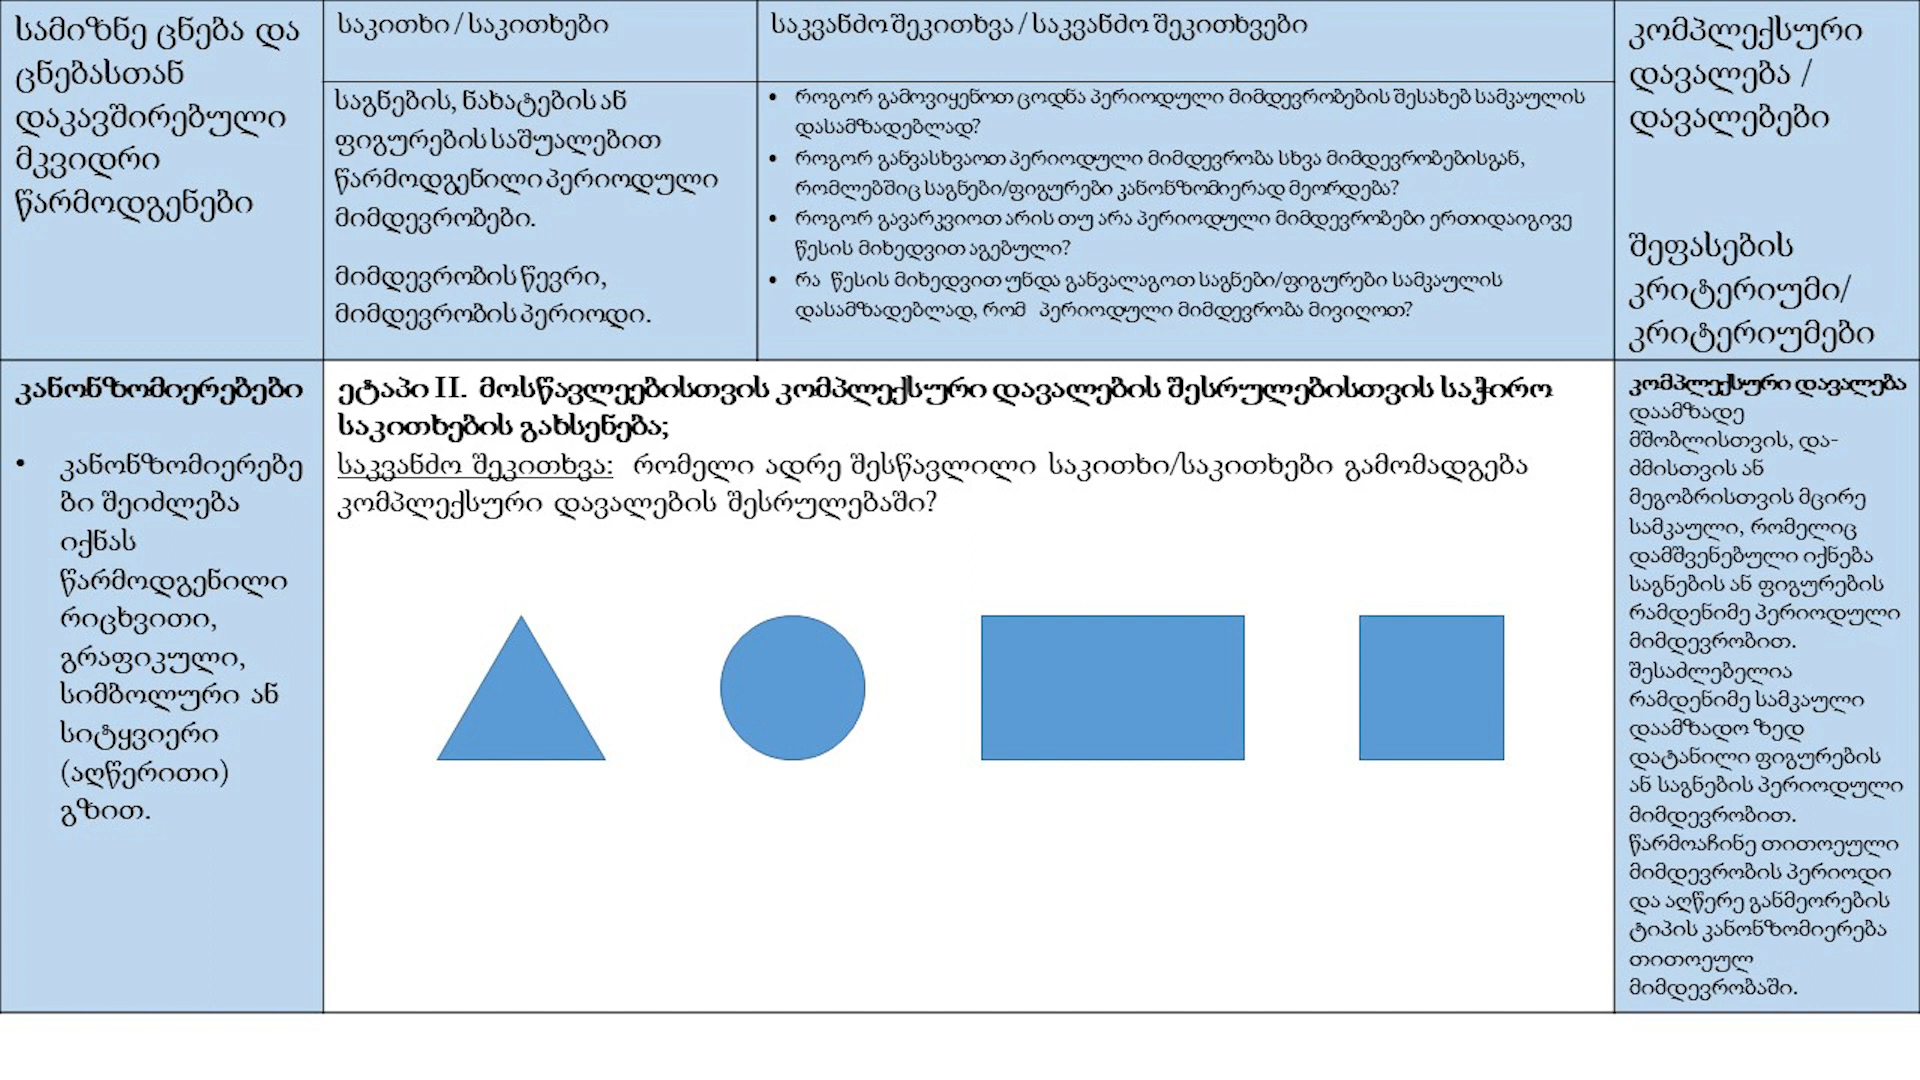 სამიზნე ცნება და
ცნებასთან
დაკავშირებული
მკვიდრი
წარმოდგენები
საკითხი / საკითხები
საკვანძო შეკითხვა / საკვანძო შეკითხვები
საგნების, ნახატების ან
ფიგურების საშუალებით
წარმოდგენილი პერიოდული
მიმდევრობები.
მიმდევრობის წევრი,
მიმდევრობის პერიოდი.
• როგორ გამოვიყენოთ ცოდნა პერიოდული მიმდევრობების შესახებ სამკაულის
დასამზადებლად?
• როგორ განვასხვაოთ პერიოდული მიმდევრობა სხვა მიმდევრობებისგან,
რომლებშიც საგნები/ფიგურები კანონზომიერად მეორდება?
• როგორ გავარკვიოთ არის თუ არა პერიოდული მიმდევრობები ერთიდაიგივე
წესის მიხედვით აგებული?
• რა წესის მიხედვით უნდა განვალაგოთ საგნები/ფიგურები სამკაულის
დასამზადებლად, რომ პერიოდული მიმდევრობა მივიღოთ?
კომპლექსური
დავალება /
დავალებები
შეფასების
კრიტერიუმი/
კრიტერიუმები
კანონზომიერებები
• კანონზომიერებე
ბი შეიძლება
იქნას
წარმოდგენილი
რიცხვითი,
გრაფიკული,
სიმბოლური ან
სიტყვიერი
(აღწერითი)
გზით.
ეტაპი II. მოსწავლეებისთვის კომპლექსური დავალების შესრულებისთვის საჭირო
საკითხების გახსენება;
საკვანძო შეკითხვა: რომელი ადრე შესწავლილი საკითხი/საკითხები გამომადგება
კომპლექსური დავალების შესრულებაში?
კომპლექსური დავალება
დაამზადე
მშობლისთვის, და-
ძმისთვის ან
მეგობრისთვის მცირე
სამკაული, რომელიც
დამშვენებული იქნება
საგნების ან ფიგურების
რამდენიმე პერიოდული
მიმდევრობით.
შესაძლებელია
რამდენიმე სამკაული
დაამზადო ზედ
დატანილი ფიგურების
ან საგნების პერიოდული
მიმდევრობით.
წარმოაჩინე თითოეული
მიმდევრობის პერიოდი
და აღწერე განმეორების
ტიპის კანონზომიერება
თითოეულ
მიმდევრობაში.